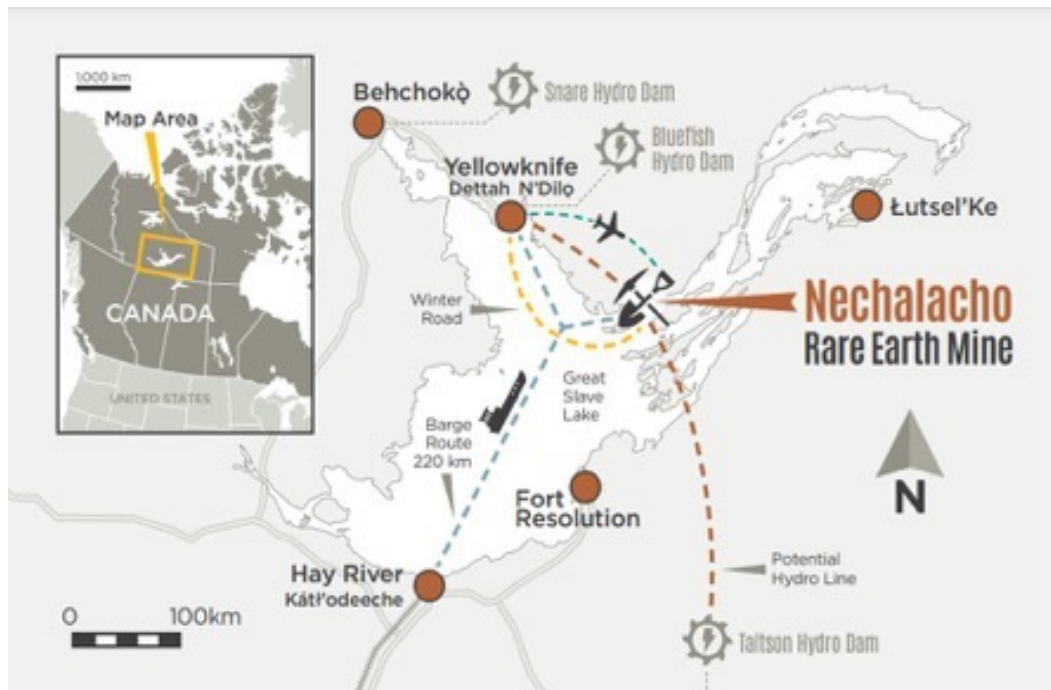 1000 km
Map Area
CANADA
UNITED STATES
Behchokǫ̀
Snare Hydro Dam
Bluefish
Hydro Dam
Yellowknife
Dettah N'Dilǫ
Łutsel'Ke
Winter
Road
Nechalacho
Rare Earth Mine
Great
Slave
Lake
Barge
Route
220 km
N
Fort
Resolution
Potential
Hydro Line
Hay River
Kátł'odeeche
0 100km
Taltson Hydro Dam